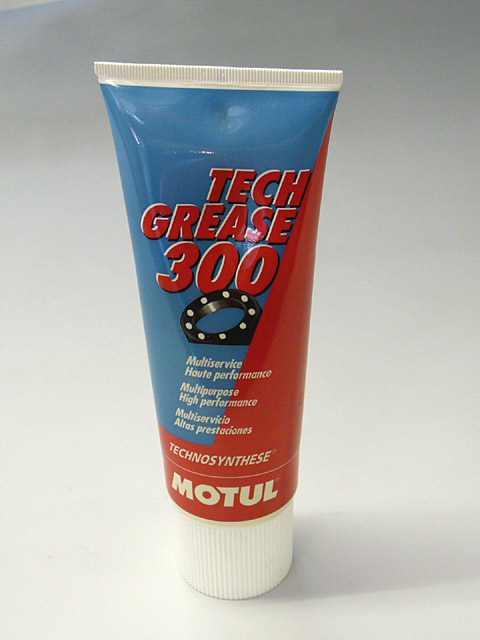 TECH
GREASE
300
Multiservice
Haute performance
Multipurpose
High performance
Multiservicio
Altas prestaciones
TECHNOSYNTHESE®
MOTUL